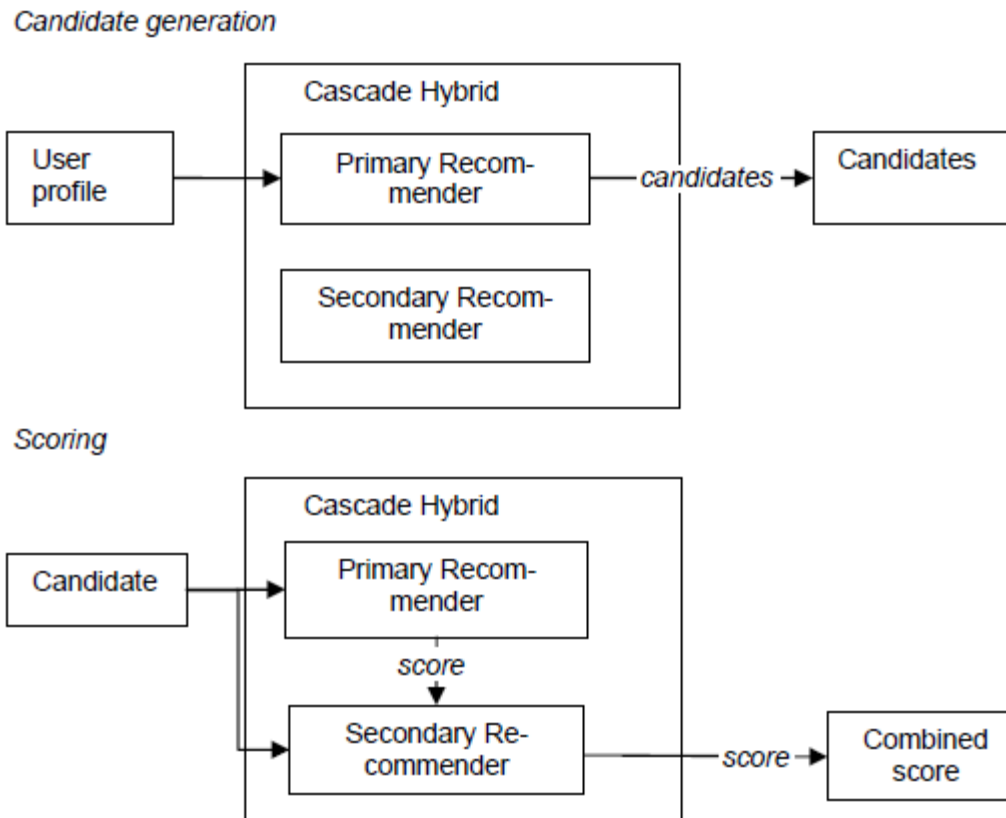 Candidate generation
Cascade Hybrid
User
profile
Primary Recom-
mender
candidates
Candidates
Secondary Recom-
mender
Scoring
Cascade Hybrid
Candidate
Primary Recom-
mender
score
Secondary Re-
commender
score
Combined
score